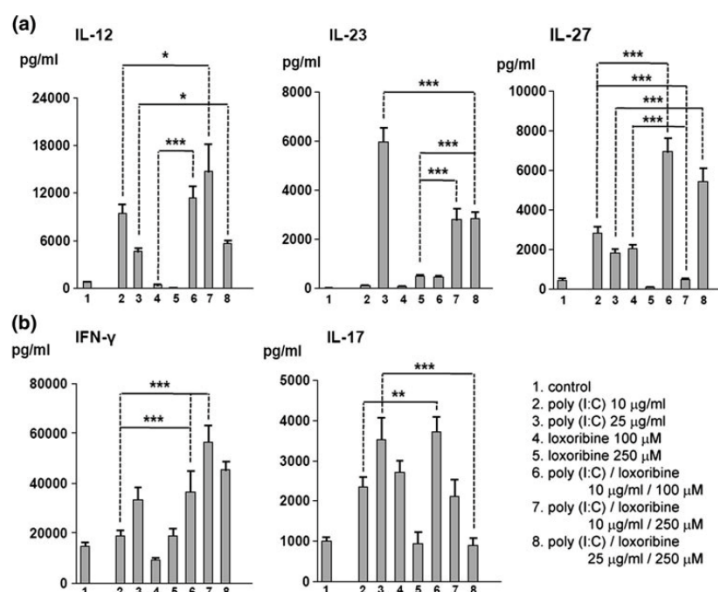 (a)
IL-12
pg/ml
24000
18000
12000
6000
0
*
*
***
1 2 3 4 5 6 7 8
IL-23
pg/ml
8000
6000
4000
2000
0
***
***
***
1 2 3 4 5 6 7 8
IL-27
pg/ml
10000
8000
6000
4000
2000
0
***
***
***
***
1 2 3 4 5 6 7 8
(b)
IFN-γ
pg/ml
80000
60000
40000
20000
0
***
***
1 2 3 4 5 6 7 8
IL-17
pg/ml
5000
4000
3000
2000
1000
0
***
**
1 2 3 4 5 6 7 8
1. control
2. poly (I:C) 10 µg/ml
3. poly (I:C) 25 µg/ml
4. loxoribine 100 µM
5. loxoribine 250 µM
6. poly (I:C) / loxoribine
10 µg/ml / 100 µM
7. poly (I:C) / loxoribine
10 µg/ml / 250 µM
8. poly (I:C) / loxoribine
25 µg/ml / 250 µM